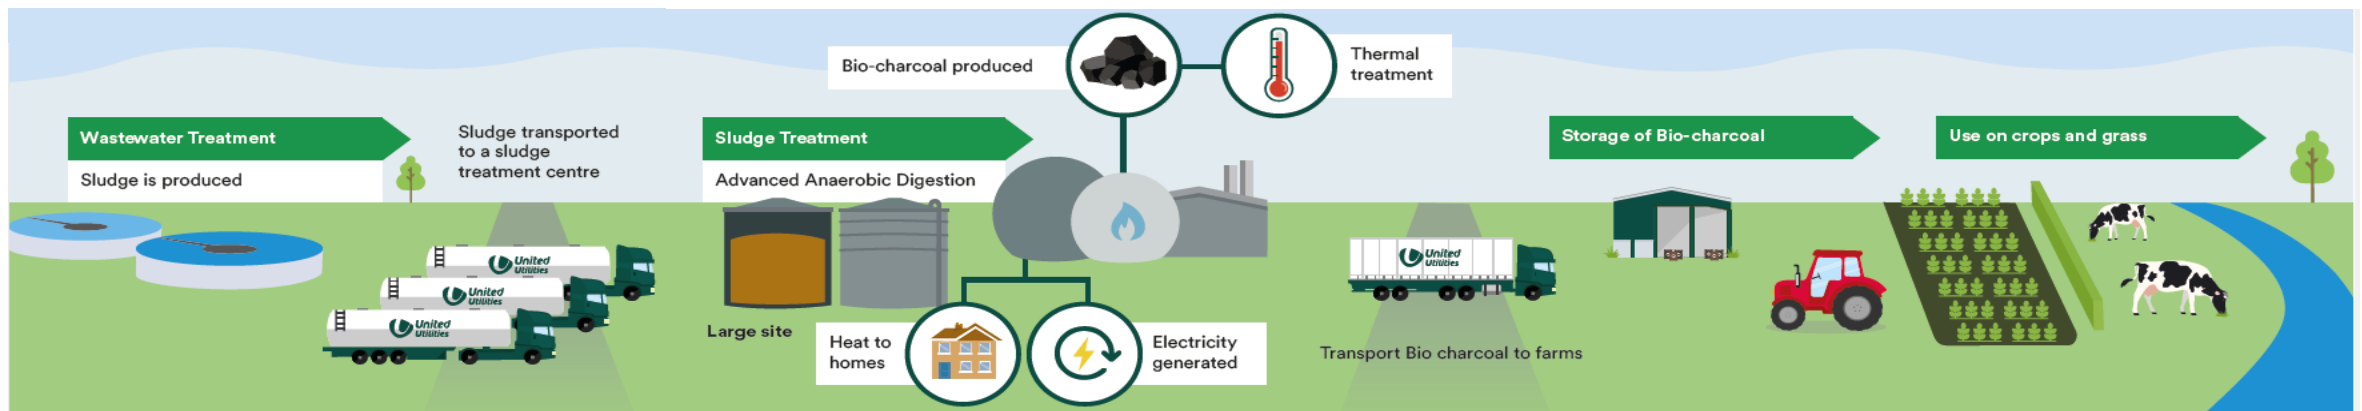 Wastewater Treatment
Sludge is produced
Sludge transported
to a sludge
treatment centre
United
Utilities
United
Utilities
United
Utilities
Sludge Treatment
Advanced Anaerobic Digestion
Large site
Bio-charcoal produced
Thermal
treatment
Heat to
homes
Electricity
generated
United
Utilities
Transport Bio charcoal to farms
Storage of Bio-charcoal
Use on crops and grass